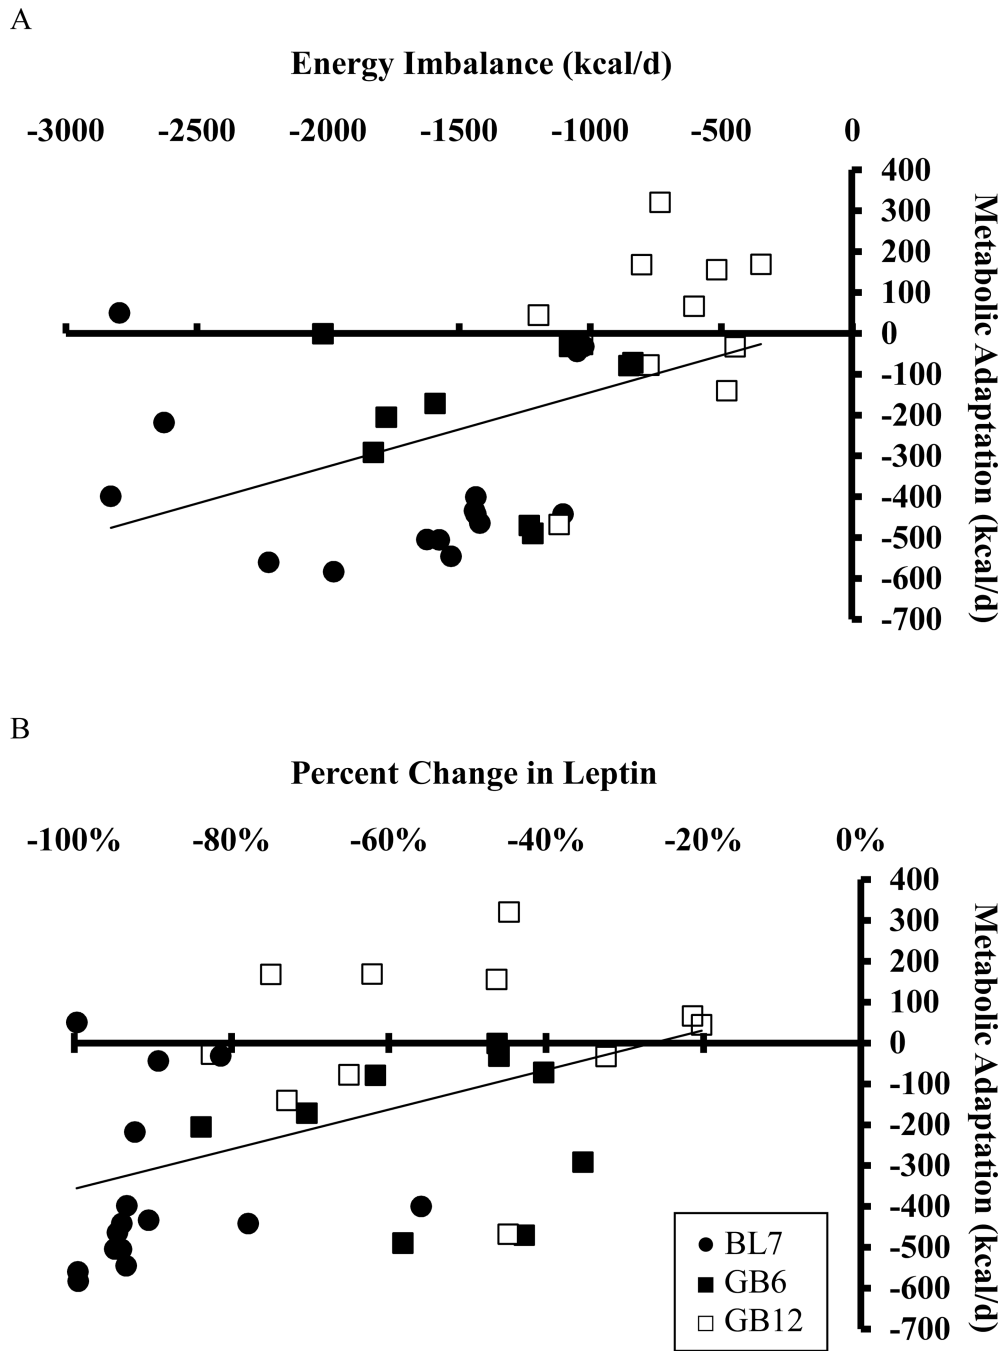 A
Energy Imbalance (kcal/d)
-3000 -2500 -2000 -1500 -1000 -500 0
400
300
200
100
0
-100
-200
-300
-400
-500
-600
-700
Metabolic Adaptation (kcal/d)
B
Percent Change in Leptin
-100% -80% -60% -40% -20% 0%
400
300
200
100
0
-100
-200
-300
-400
-500
-600
-700
Metabolic Adaptation (kcal/d)
BL7
GB6
GB12